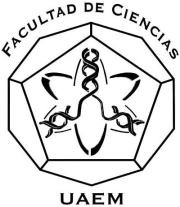 FACULTAD DE CIENCIAS
UAEM